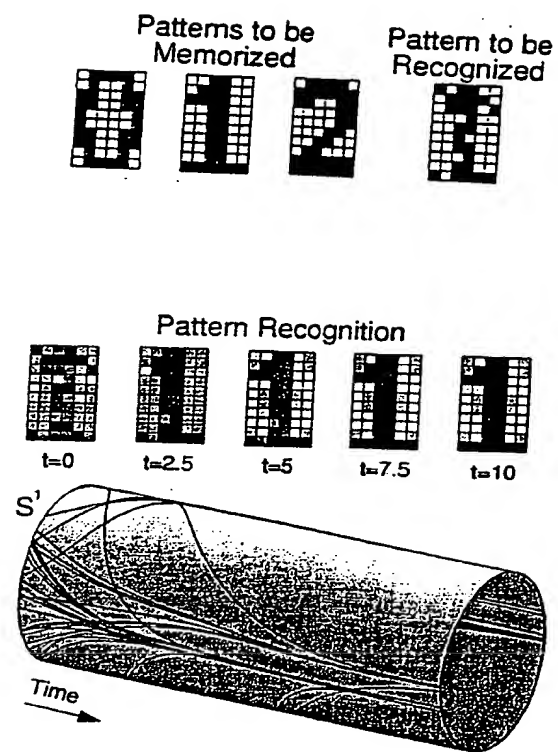 Patterns to be
Memorized
Pattern to be
Recognized
Pattern Recognition
t=0 t=2.5 t=5 t=7.5 t=10
S¹
Time